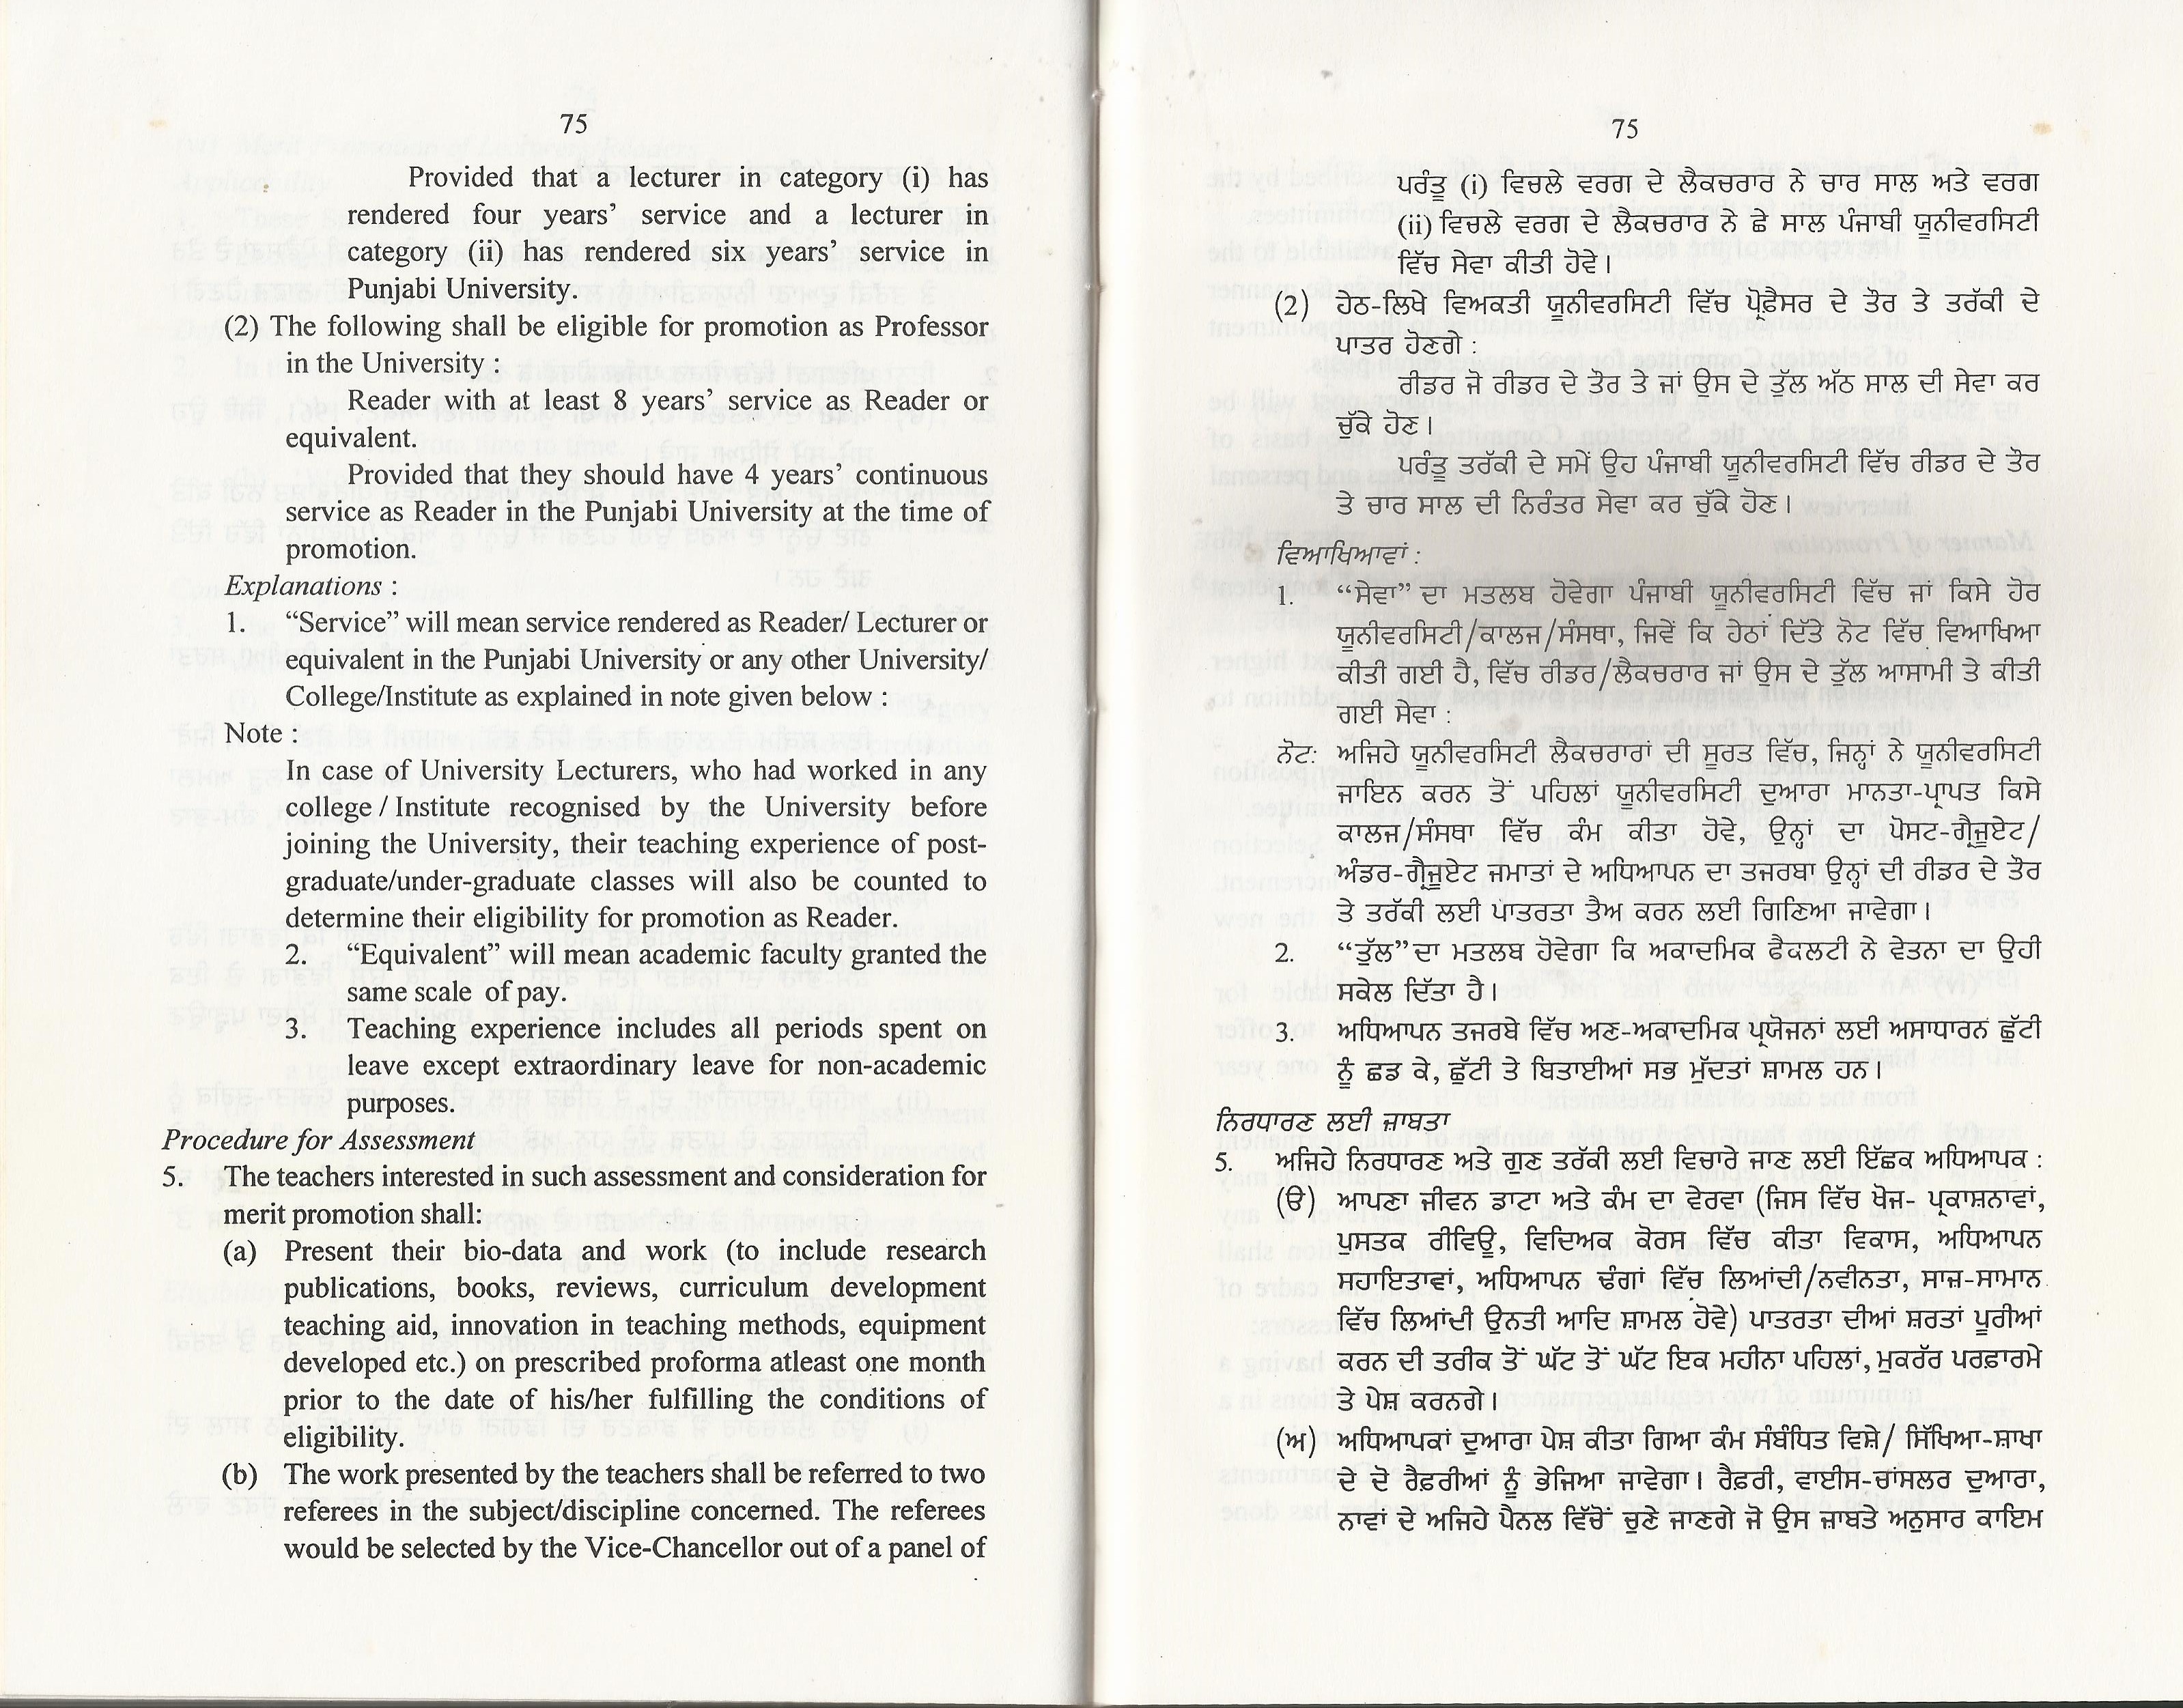 75
Provided that a lecturer in category (i) has
rendered four years’ service and a lecturer in
category (ii) has rendered six years’ service in
Punjabi University.
(2) The following shall be eligible for promotion as Professor
in the University :
Reader with at least 8 years’ service as Reader or
equivalent.
Provided that they should have 4 years’ continuous
service as Reader in the Punjabi University at the time of
promotion.
Explanations :
1. “Service” will mean service rendered as Reader/ Lecturer or
equivalent in the Punjabi University or any other University/
College/Institute as explained in note given below :
Note :
In case of University Lecturers, who had worked in any
college / Institute recognised by the University before
joining the University, their teaching experience of post-
graduate/under-graduate classes will also be counted to
determine their eligibility for promotion as Reader.
2. “Equivalent” will mean academic faculty granted the
same scale of pay.
3. Teaching experience includes all periods spent on
leave except extraordinary leave for non-academic
purposes.
Procedure for Assessment
5. The teachers interested in such assessment and consideration for
merit promotion shall:
(a) Present their bio-data and work (to include research
publications, books, reviews, curriculum development
teaching aid, innovation in teaching methods, equipment
developed etc.) on prescribed proforma atleast one month
prior to the date of his/her fulfilling the conditions of
eligibility.
(b) The work presented by the teachers shall be referred to two
referees in the subject/discipline concerned. The referees
would be selected by the Vice-Chancellor out of a panel of
75
ਪਰੰਤੂ (i) ਵਿਚਲੇ ਵਰਗ ਦੇ ਲੈਕਚਰਾਰ ਨੇ ਚਾਰ ਸਾਲ ਅਤੇ ਵਰਗ
(ii) ਵਿਚਲੇ ਵਰਗ ਦੇ ਲੈਕਚਰਾਰ ਨੇ ਛੇ ਸਾਲ ਪੰਜਾਬੀ ਯੂਨੀਵਰਸਿਟੀ
ਵਿੱਚ ਸੇਵਾ ਕੀਤੀ ਹੋਵੇ।
(2) ਹੇਠ-ਲਿਖੇ ਵਿਅਕਤੀ ਯੂਨੀਵਰਸਿਟੀ ਵਿੱਚ ਪ੍ਰੋਫ਼ੈਸਰ ਦੇ ਤੌਰ ਤੇ ਤਰੱਕੀ ਦੇ
ਪਾਤਰ ਹੋਣਗੇ :
ਰੀਡਰ ਜੋ ਰੀਡਰ ਦੇ ਤੌਰ ਤੇ ਜਾਂ ਉਸ ਦੇ ਤੁੱਲ ਅੱਠ ਸਾਲ ਦੀ ਸੇਵਾ ਕਰ
ਚੁੱਕੇ ਹੋਣ।
ਪਰੰਤੂ ਤਰੱਕੀ ਦੇ ਸਮੇਂ ਉਹ ਪੰਜਾਬੀ ਯੂਨੀਵਰਸਿਟੀ ਵਿੱਚ ਰੀਡਰ ਦੇ ਤੌਰ
ਤੇ ਚਾਰ ਸਾਲ ਦੀ ਨਿਰੰਤਰ ਸੇਵਾ ਕਰ ਚੁੱਕੇ ਹੋਣ।
ਵਿਆਖਿਆਵਾਂ :
1. “ਸੇਵਾ” ਦਾ ਮਤਲਬ ਹੋਵੇਗਾ ਪੰਜਾਬੀ ਯੂਨੀਵਰਸਿਟੀ ਵਿੱਚ ਜਾਂ ਕਿਸੇ ਹੋਰ
ਯੂਨੀਵਰਸਿਟੀ/ਕਾਲਜ/ਸੰਸਥਾ, ਜਿਵੇਂ ਕਿ ਹੇਠਾਂ ਦਿੱਤੇ ਨੋਟ ਵਿੱਚ ਵਿਆਖਿਆ
ਕੀਤੀ ਗਈ ਹੈ, ਵਿੱਚ ਰੀਡਰ/ਲੈਕਚਰਾਰ ਜਾਂ ਉਸ ਦੇ ਤੁੱਲ ਆਸਾਮੀ ਤੇ ਕੀਤੀ
ਗਈ ਸੇਵਾ :
ਨੋਟ: ਅਜਿਹੇ ਯੂਨੀਵਰਸਿਟੀ ਲੈਕਚਰਾਰਾਂ ਦੀ ਸੂਰਤ ਵਿੱਚ, ਜਿਨ੍ਹਾਂ ਨੇ ਯੂਨੀਵਰਸਿਟੀ
ਜਾਇਨ ਕਰਨ ਤੋਂ ਪਹਿਲਾਂ ਯੂਨੀਵਰਸਿਟੀ ਦੁਆਰਾ ਮਾਨਤਾ-ਪ੍ਰਾਪਤ ਕਿਸੇ
ਕਾਲਜ/ਸੰਸਥਾ ਵਿੱਚ ਕੰਮ ਕੀਤਾ ਹੋਵੇ, ਉਨ੍ਹਾਂ ਦਾ ਪੋਸਟ-ਗ੍ਰੈਜੂਏਟ/
ਅੰਡਰ-ਗ੍ਰੈਜੂਏਟ ਜਮਾਤਾਂ ਦੇ ਅਧਿਆਪਨ ਦਾ ਤਜਰਬਾ ਉਨ੍ਹਾਂ ਦੀ ਰੀਡਰ ਦੇ ਤੌਰ
ਤੇ ਤਰੱਕੀ ਲਈ ਪਾਤਰਤਾ ਤੈਅ ਕਰਨ ਲਈ ਗਿਣਿਆ ਜਾਵੇਗਾ।
2. “ਤੁੱਲ” ਦਾ ਮਤਲਬ ਹੋਵੇਗਾ ਕਿ ਅਕਾਦਮਿਕ ਫੈਕਲਟੀ ਨੇ ਵੇਤਨਾ ਦਾ ਉਹੀ
ਸਕੇਲ ਦਿੱਤਾ ਹੈ।
3. ਅਧਿਆਪਨ ਤਜਰਬੇ ਵਿੱਚ ਅਣ-ਅਕਾਦਮਿਕ ਪ੍ਰਯੋਜਨਾਂ ਲਈ ਅਸਾਧਾਰਨ ਛੁੱਟੀ
ਨੂੰ ਛਡ ਕੇ, ਛੁੱਟੀ ਤੇ ਬਿਤਾਈਆਂ ਸਭ ਮੁੱਦਤਾਂ ਸ਼ਾਮਲ ਹਨ।
ਨਿਰਧਾਰਣ ਲਈ ਜ਼ਾਬਤਾ
5. ਅਜਿਹੇ ਨਿਰਧਾਰਣ ਅਤੇ ਗੁਣ ਤਰੱਕੀ ਲਈ ਵਿਚਾਰੇ ਜਾਣ ਲਈ ਇੱਛਕ ਅਧਿਆਪਕ :
(ੳ) ਆਪਣਾ ਜੀਵਨ ਡਾਟਾ ਅਤੇ ਕੰਮ ਦਾ ਵੇਰਵਾ (ਜਿਸ ਵਿੱਚ ਖੋਜ- ਪ੍ਰਕਾਸ਼ਨਾਵਾਂ,
ਪੁਸਤਕ ਰੀਵਿਊ, ਵਿਦਿਅਕ ਕੋਰਸ ਵਿੱਚ ਕੀਤਾ ਵਿਕਾਸ, ਅਧਿਆਪਨ
ਸਹਾਇਤਾਵਾਂ, ਅਧਿਆਪਨ ਢੰਗਾਂ ਵਿੱਚ ਲਿਆਂਦੀ/ਨਵੀਨਤਾ, ਸਾਜ਼-ਸਾਮਾਨ
ਵਿੱਚ ਲਿਆਂਦੀ ਉਨਤੀ ਆਦਿ ਸ਼ਾਮਲ ਹੋਵੇ) ਪਾਤਰਤਾ ਦੀਆਂ ਸ਼ਰਤਾਂ ਪੂਰੀਆਂ
ਕਰਨ ਦੀ ਤਰੀਕ ਤੋਂ ਘੱਟ ਤੋਂ ਘੱਟ ਇਕ ਮਹੀਨਾ ਪਹਿਲਾਂ, ਮੁਕਰੱਰ ਪਰਫ਼ਾਰਮੇ
ਤੇ ਪੇਸ਼ ਕਰਨਗੇ।
(ਅ) ਅਧਿਆਪਕਾਂ ਦੁਆਰਾ ਪੇਸ਼ ਕੀਤਾ ਗਿਆ ਕੰਮ ਸੰਬੰਧਿਤ ਵਿਸ਼ੇ/ ਸਿੱਖਿਆ-ਸ਼ਾਖਾ
ਦੇ ਦੋ ਰੈਫ਼ਰੀਆਂ ਨੂੰ ਭੇਜਿਆ ਜਾਵੇਗਾ। ਰੈਫ਼ਰੀ, ਵਾਈਸ-ਚਾਂਸਲਰ ਦੁਆਰਾ,
ਨਾਵਾਂ ਦੇ ਅਜਿਹੇ ਪੈਨਲ ਵਿੱਚੋਂ ਚੁਣੇ ਜਾਣਗੇ ਜੋ ਉਸ ਜ਼ਾਬਤੇ ਅਨੁਸਾਰ ਕਾਇਮ